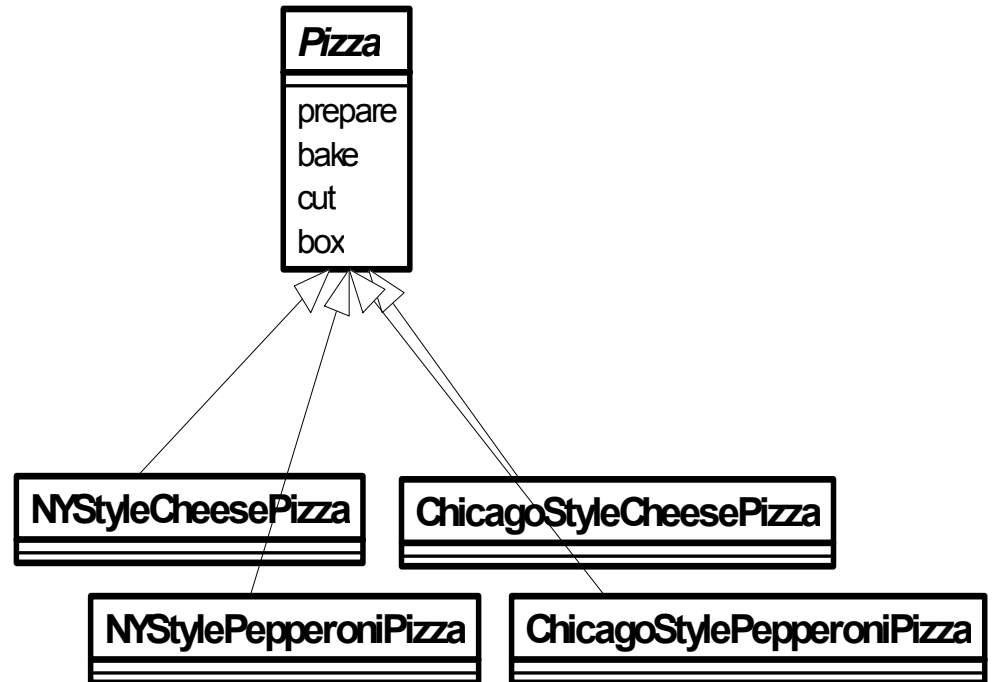 Pizza
prepare
bake
cut
box
NYStyleCheesePizza
ChicagoStyleCheesePizza
NYStylePepperoniPizza
ChicagoStylePepperoniPizza